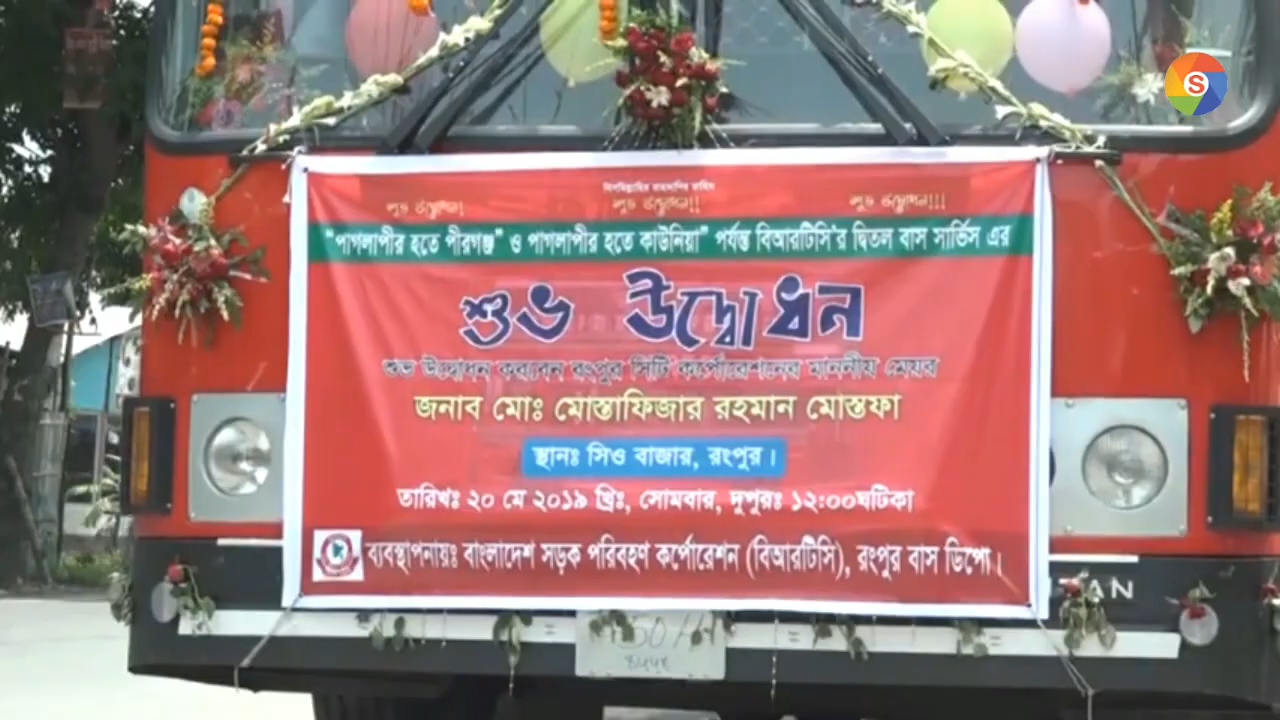 বিসমিল্লাহির রাহমানির রাহিম
শুভ উদ্বোধন! শুভ উদ্বোধন!! শুভ উদ্বোধন!!!
“পাগলাপীর হতে পীরগঞ্জ” ও পাগলাপীর হতে কাউনিয়া” পর্যন্ত বিআরটিসি'র দ্বিতল বাস সার্ভিস এর
শুভ উদ্বোধন
শুভ উদ্বোধন করবেন রংপুর সিটি কর্পোরেশনের মাননীয় মেয়র
জনাব মোঃ মোস্তাফিজার রহমান মোস্তফা
স্থানঃ সিও বাজার, রংপুর।
তারিখঃ ২০ মে ২০১৯ খ্রিঃ, সোমবার, দুপুরঃ ১২:০০ঘটিকা
ব্যবস্থাপনায়ঃ বাংলাদেশ সড়ক পরিবহণ কর্পোরেশন (বিআরটিসি), রংপুর বাস ডিপো।
S